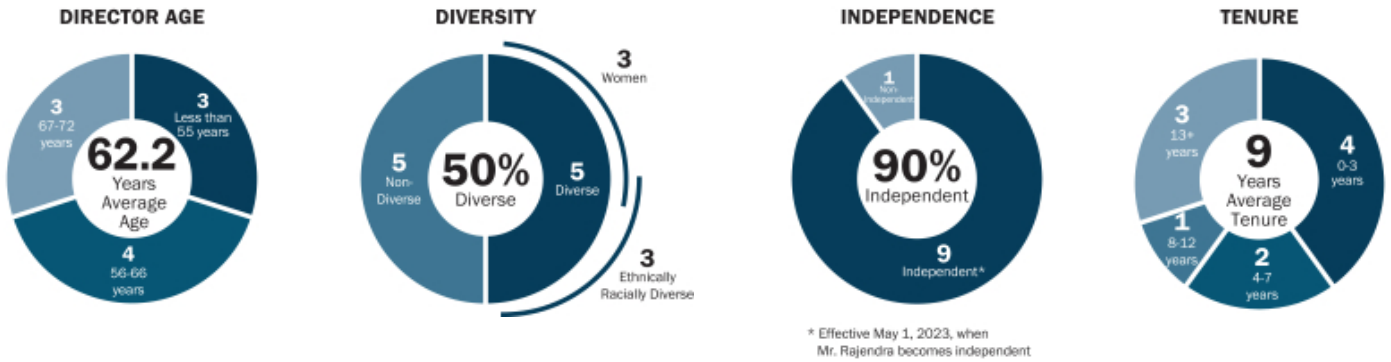 DIRECTOR AGE
3
Less than
55 years
4
56-66
years
3
67-72
years
62.2
Years
Average
Age
DIVERSITY
5
Non-
Diverse
50%
Diverse
5
Diverse
3
Women
3
Ethnically
Racially Diverse
INDEPENDENCE
1
Non-
Independent
90%
Independent
9
Independent*
* Effective May 1, 2023, when
Mr. Rajendra becomes independent
TENURE
4
0-3
years
2
4-7
years
1
8-12
years
3
13+
years
9
Years
Average
Tenure